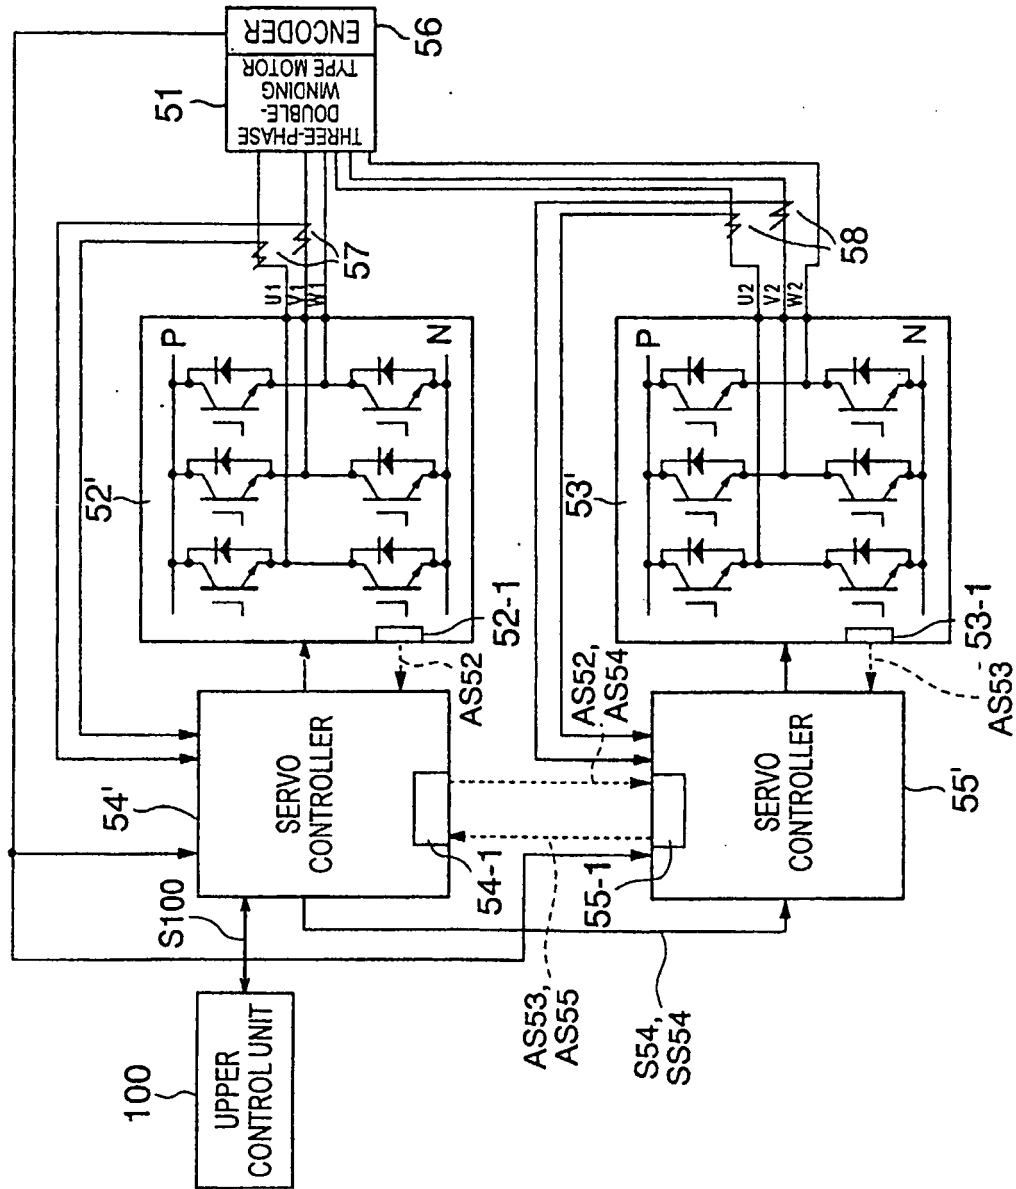 100
UPPER
CONTROL UNIT
S100
54'
SERVO
CONTROLLER
54-1
AS52
52'
52-1
P
N
U1
V1
W1
57
51
THREE-PHASE
DOUBLE-
WINDING
TYPE MOTOR
ENCODER
56
AS53,
AS55
S54,
SS54
55-1
AS52,
AS54
SERVO
CONTROLLER
55'
AS53
53'
53-1
P
N
U2
V2
W2
58